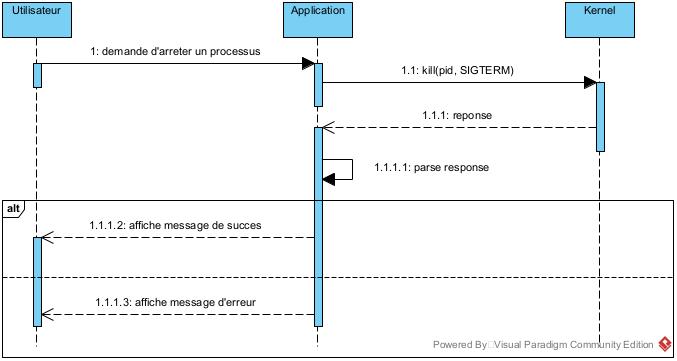 Utilisateur
Application
Kernel
1: demande d'arreter un processus
1.1: kill(pid, SIGTERM)
1.1.1: reponse
1.1.1.1: parse response
alt
1.1.1.2: affiche message de succes
1.1.1.3: affiche message d'erreur
Powered By Visual Paradigm Community Edition